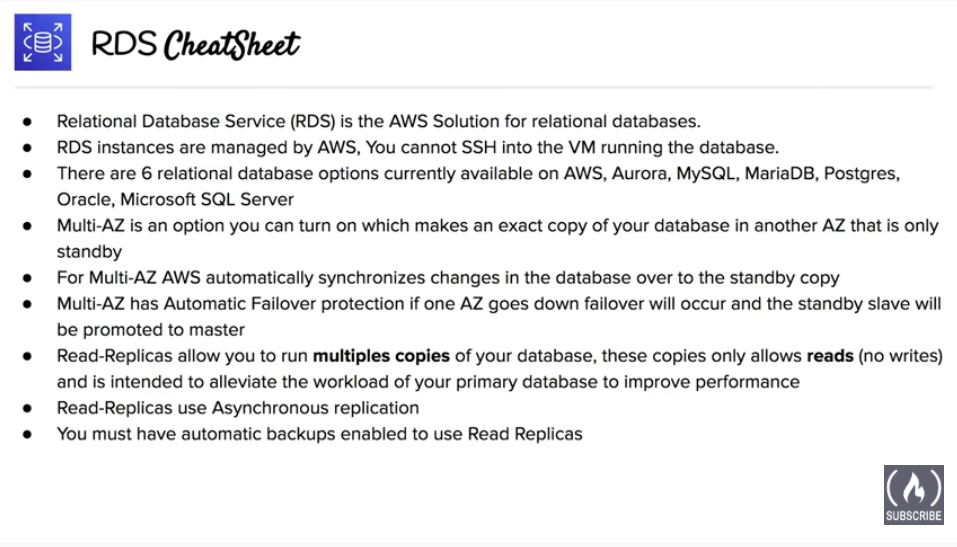 RDS CheatSheet
● Relational Database Service (RDS) is the AWS Solution for relational databases.
● RDS instances are managed by AWS, You cannot SSH into the VM running the database.
● There are 6 relational database options currently available on AWS, Aurora, MySQL, MariaDB, Postgres,
Oracle, Microsoft SQL Server
● Multi-AZ is an option you can turn on which makes an exact copy of your database in another AZ that is only
standby
● For Multi-AZ AWS automatically synchronizes changes in the database over to the standby copy
● Multi-AZ has Automatic Failover protection if one AZ goes down failover will occur and the standby slave will
be promoted to master
● Read-Replicas allow you to run multiples copies of your database, these copies only allows reads (no writes)
and is intended to alleviate the workload of your primary database to improve performance
● Read-Replicas use Asynchronous replication
● You must have automatic backups enabled to use Read Replicas
SUBSCRIBE